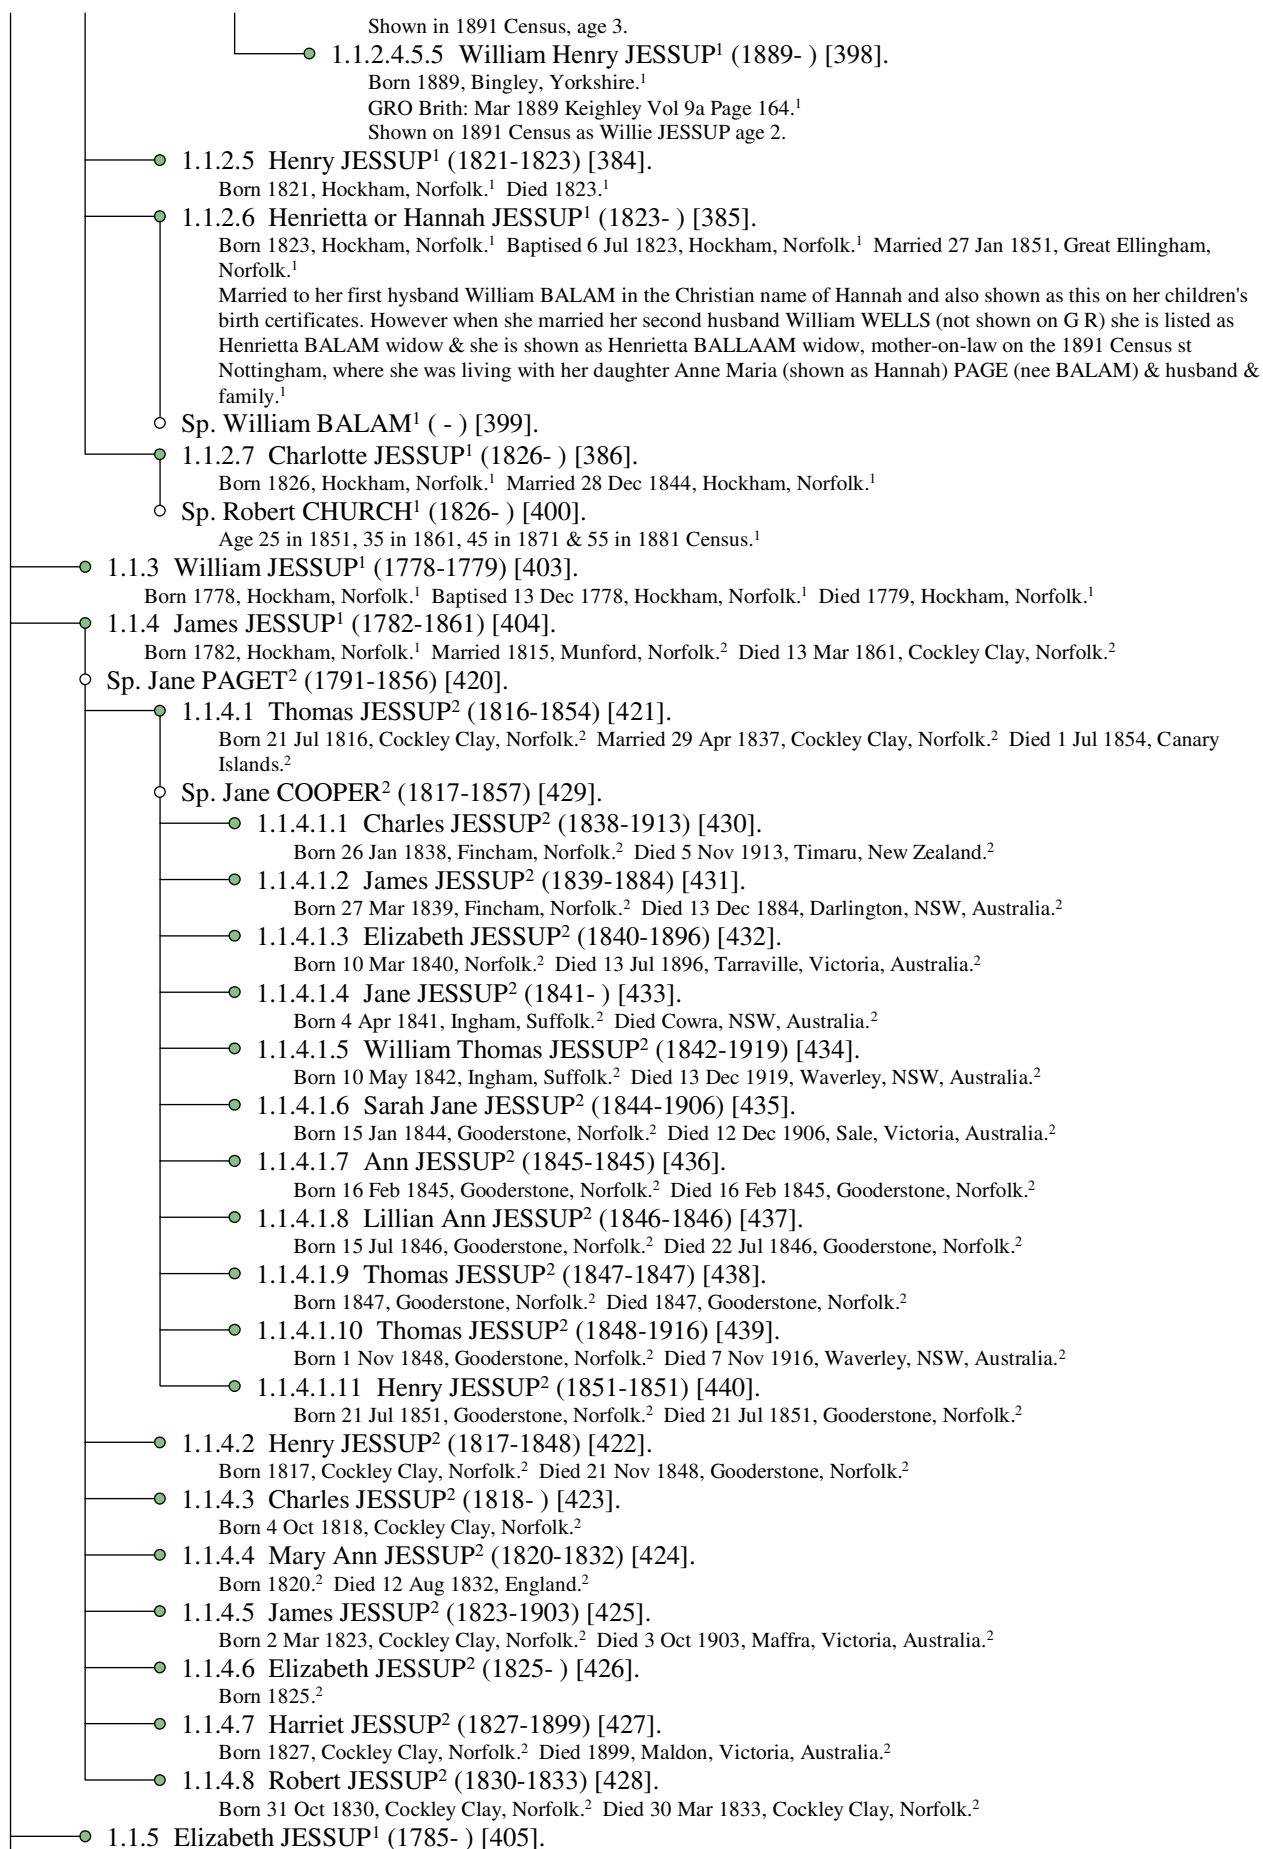 Shown in 1891 Census, age 3.
1.1.2.4.5.5 William Henry JESSUP¹ (1889- ) [398].
Born 1889, Bingley, Yorkshire.¹
GRO Brith: Mar 1889 Keighley Vol 9a Page 164.¹
Shown on 1891 Census as Willie JESSUP age 2.
1.1.2.5 Henry JESSUP¹ (1821-1823) [384].
Born 1821, Hockham, Norfolk.¹ Died 1823.¹
1.1.2.6 Henrietta or Hannah JESSUP¹ (1823- ) [385].
Born 1823, Hockham, Norfolk.¹ Baptised 6 Jul 1823, Hockham, Norfolk.¹ Married 27 Jan 1851, Great Ellingham,
Norfolk.¹
Married to her first hysband William BALAM in the Christian name of Hannah and also shown as this on her children's
birth certificates. However when she married her second husband William WELLS (not shown on G R) she is listed as
Henrietta BALAM widow & she is shown as Henrietta BALLAAM widow, mother-on-law on the 1891 Census st
Nottingham, where she was living with her daughter Anne Maria (shown as Hannah) PAGE (nee BALAM) & husband &
family.¹
Sp. William BALAM¹ ( - ) [399].
1.1.2.7 Charlotte JESSUP¹ (1826- ) [386].
Born 1826, Hockham, Norfolk.¹ Married 28 Dec 1844, Hockham, Norfolk.¹
Sp. Robert CHURCH¹ (1826- ) [400].
Age 25 in 1851, 35 in 1861, 45 in 1871 & 55 in 1881 Census.¹
1.1.3 William JESSUP¹ (1778-1779) [403].
Born 1778, Hockham, Norfolk.¹ Baptised 13 Dec 1778, Hockham, Norfolk.¹ Died 1779, Hockham, Norfolk.¹
1.1.4 James JESSUP¹ (1782-1861) [404].
Born 1782, Hockham, Norfolk.¹ Married 1815, Munford, Norfolk.² Died 13 Mar 1861, Cockley Clay, Norfolk.²
Sp. Jane PAGET² (1791-1856) [420].
1.1.4.1 Thomas JESSUP² (1816-1854) [421].
Born 21 Jul 1816, Cockley Clay, Norfolk.² Married 29 Apr 1837, Cockley Clay, Norfolk.² Died 1 Jul 1854, Canary
Islands.²
Sp. Jane COOPER² (1817-1857) [429].
1.1.4.1.1 Charles JESSUP² (1838-1913) [430].
Born 26 Jan 1838, Fincham, Norfolk.² Died 5 Nov 1913, Timaru, New Zealand.²
1.1.4.1.2 James JESSUP² (1839-1884) [431].
Born 27 Mar 1839, Fincham, Norfolk.² Died 13 Dec 1884, Darlington, NSW, Australia.²
1.1.4.1.3 Elizabeth JESSUP² (1840-1896) [432].
Born 10 Mar 1840, Norfolk.² Died 13 Jul 1896, Tarraville, Victoria, Australia.²
1.1.4.1.4 Jane JESSUP² (1841- ) [433].
Born 4 Apr 1841, Ingham, Suffolk.² Died Cowra, NSW, Australia.²
1.1.4.1.5 William Thomas JESSUP² (1842-1919) [434].
Born 10 May 1842, Ingham, Suffolk.² Died 13 Dec 1919, Waverley, NSW, Australia.²
1.1.4.1.6 Sarah Jane JESSUP² (1844-1906) [435].
Born 15 Jan 1844, Gooderstone, Norfolk.² Died 12 Dec 1906, Sale, Victoria, Australia.²
1.1.4.1.7 Ann JESSUP² (1845-1845) [436].
Born 16 Feb 1845, Gooderstone, Norfolk.² Died 16 Feb 1845, Gooderstone, Norfolk.²
1.1.4.1.8 Lillian Ann JESSUP² (1846-1846) [437].
Born 15 Jul 1846, Gooderstone, Norfolk.² Died 22 Jul 1846, Gooderstone, Norfolk.²
1.1.4.1.9 Thomas JESSUP² (1847-1847) [438].
Born 1847, Gooderstone, Norfolk.² Died 1847, Gooderstone, Norfolk.²
1.1.4.1.10 Thomas JESSUP² (1848-1916) [439].
Born 1 Nov 1848, Gooderstone, Norfolk.² Died 7 Nov 1916, Waverley, NSW, Australia.²
1.1.4.1.11 Henry JESSUP² (1851-1851) [440].
Born 21 Jul 1851, Gooderstone, Norfolk.² Died 21 Jul 1851, Gooderstone, Norfolk.²
1.1.4.2 Henry JESSUP² (1817-1848) [422].
Born 1817, Cockley Clay, Norfolk.² Died 21 Nov 1848, Gooderstone, Norfolk.²
1.1.4.3 Charles JESSUP² (1818- ) [423].
Born 4 Oct 1818, Cockley Clay, Norfolk.²
1.1.4.4 Mary Ann JESSUP² (1820-1832) [424].
Born 1820.² Died 12 Aug 1832, England.²
1.1.4.5 James JESSUP² (1823-1903) [425].
Born 2 Mar 1823, Cockley Clay, Norfolk.² Died 3 Oct 1903, Maffra, Victoria, Australia.²
1.1.4.6 Elizabeth JESSUP² (1825- ) [426].
Born 1825.²
1.1.4.7 Harriet JESSUP² (1827-1899) [427].
Born 1827, Cockley Clay, Norfolk.² Died 1899, Maldon, Victoria, Australia.²
1.1.4.8 Robert JESSUP² (1830-1833) [428].
Born 31 Oct 1830, Cockley Clay, Norfolk.² Died 30 Mar 1833, Cockley Clay, Norfolk.²
1.1.5 Elizabeth JESSUP¹ (1785- ) [405].